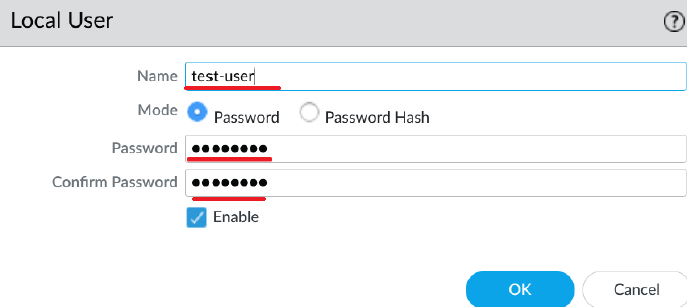 Local User ?
Name test-user
Mode Password Password Hash
Password ●●●●●●●●
Confirm Password ●●●●●●●●
Enable
OK Cancel